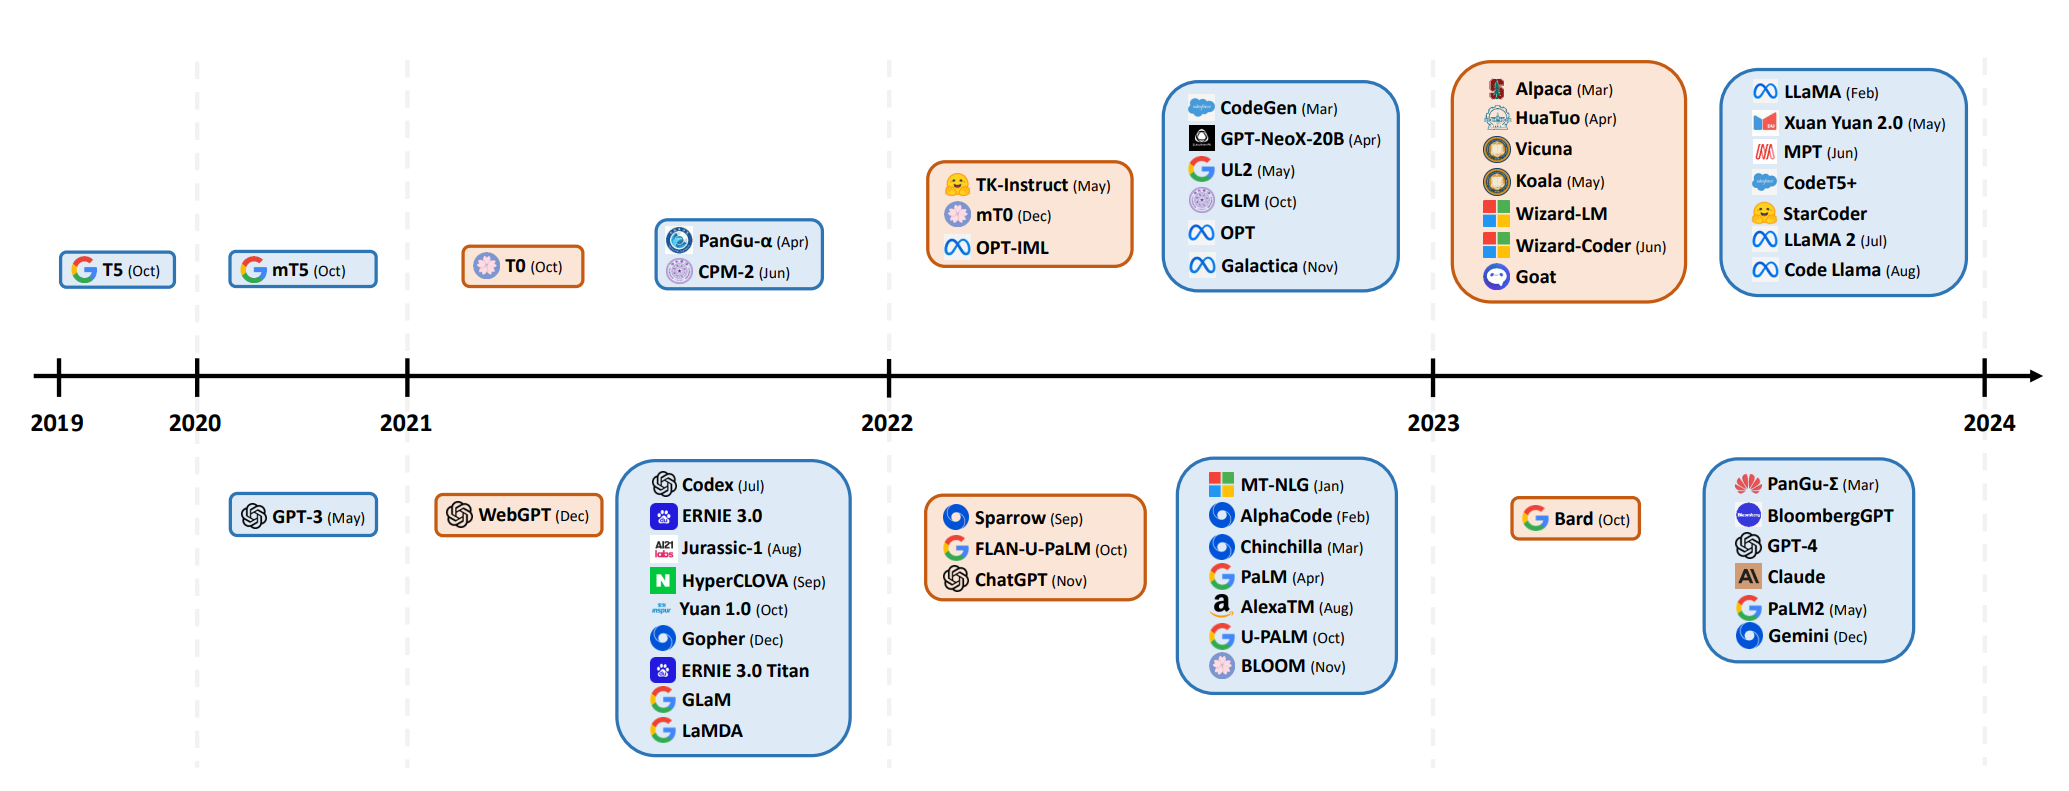 T5 (Oct)
mT5 (Oct)
T0 (Oct)
PanGu-α (Apr)
CPM-2 (Jun)
TK-Instruct (May)
mT0 (Dec)
OPT-IML
CodeGen (Mar)
GPT-NeoX-20B (Apr)
UL2 (May)
GLM (Oct)
OPT
Galactica (Nov)
Alpaca (Mar)
HuaTuo (Apr)
Vicuna
Koala (May)
Wizard-LM
Wizard-Coder (Jun)
Goat
LLaMA (Feb)
Xuan Yuan 2.0 (May)
MPT (Jun)
CodeT5+
StarCoder
LLaMA 2 (Jul)
Code Llama (Aug)
2019
2020
2021
2022
2023
2024
GPT-3 (May)
WebGPT (Dec)
Codex (Jul)
ERNIE 3.0
AI21
labs
Jurassic-1 (Aug)
N HyperCLOVA (Sep)
inspur Yuan 1.0 (Oct)
Gopher (Dec)
ERNIE 3.0 Titan
GLaM
LaMDA
Sparrow (Sep)
FLAN-U-PaLM (Oct)
ChatGPT (Nov)
MT-NLG (Jan)
AlphaCode (Feb)
Chinchilla (Mar)
PaLM (Apr)
a AlexaTM (Aug)
U-PALM (Oct)
BLOOM (Nov)
Bard (Oct)
PanGu-Σ (Mar)
Bloomberg BloombergGPT
GPT-4
A\ Claude
PaLM2 (May)
Gemini (Dec)